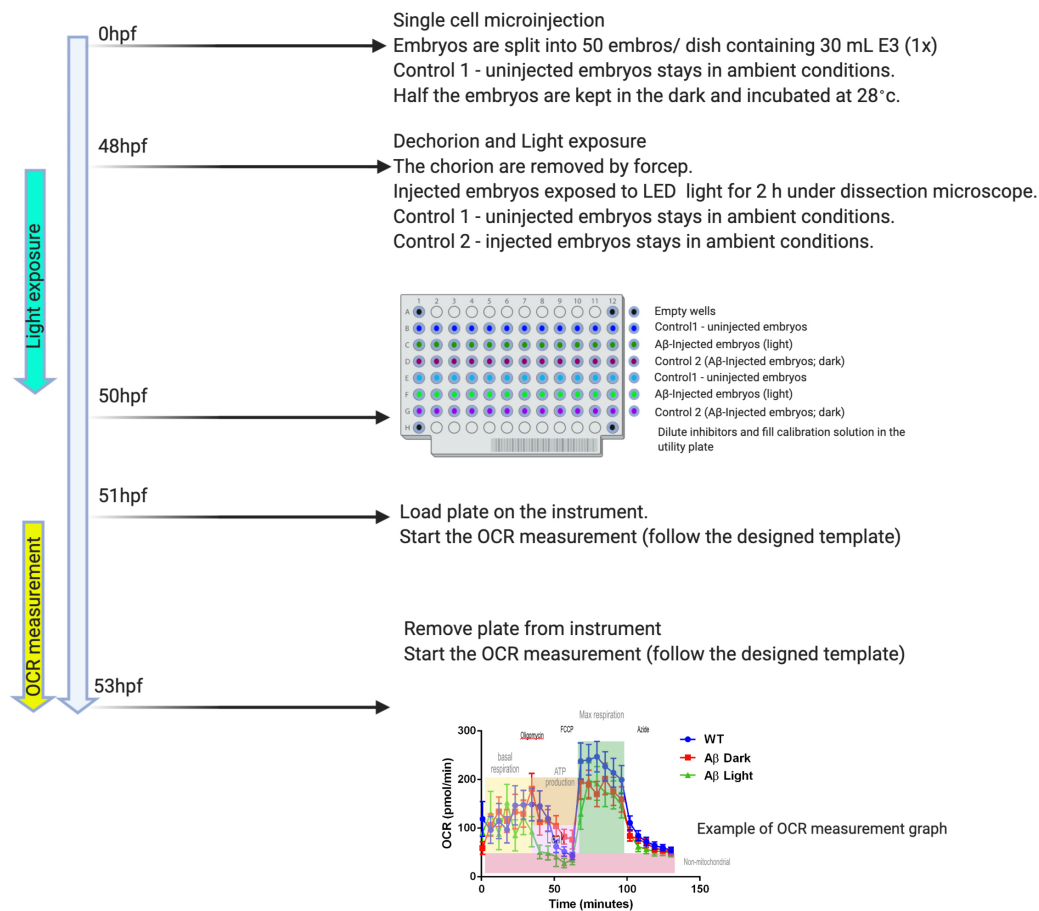 0hpf
Single cell microinjection
Embryos are split into 50 embros/ dish containing 30 mL E3 (1x)
Control 1 - uninjected embryos stays in ambient conditions.
Half the embryos are kept in the dark and incubated at 28°c.
48hpf
Dechorion and Light exposure
The chorion are removed by forcep.
Injected embryos exposed to LED light for 2 h under dissection microscope.
Control 1 - uninjected embryos stays in ambient conditions.
Control 2 - injected embryos stays in ambient conditions.
Light exposure
1 2 3 4 5 6 7 8 9 10 11 12
A
B
C
D
E
F
G
H
Empty wells
Control1 - uninjected embryos
Aβ-Injected embryos (light)
Control 2 (Aβ-Injected embryos; dark)
Control1 - uninjected embryos
Aβ-Injected embryos (light)
Control 2 (Aβ-Injected embryos; dark)
Dilute inhibitors and fill calibration solution in the
utility plate
50hpf
51hpf
Load plate on the instrument.
Start the OCR measurement (follow the designed template)
OCR measurement
Remove plate from instrument
Start the OCR measurement (follow the designed template)
53hpf
Oligomycin
FCCP
Max respiration
Azide
basal
respiration
ATP
production
Non-mitochondrial
OCR (pmol/min)
300
200
100
0
0 50 100 150
Time (minutes)
WT
Aβ Dark
Aβ Light
Example of OCR measurement graph